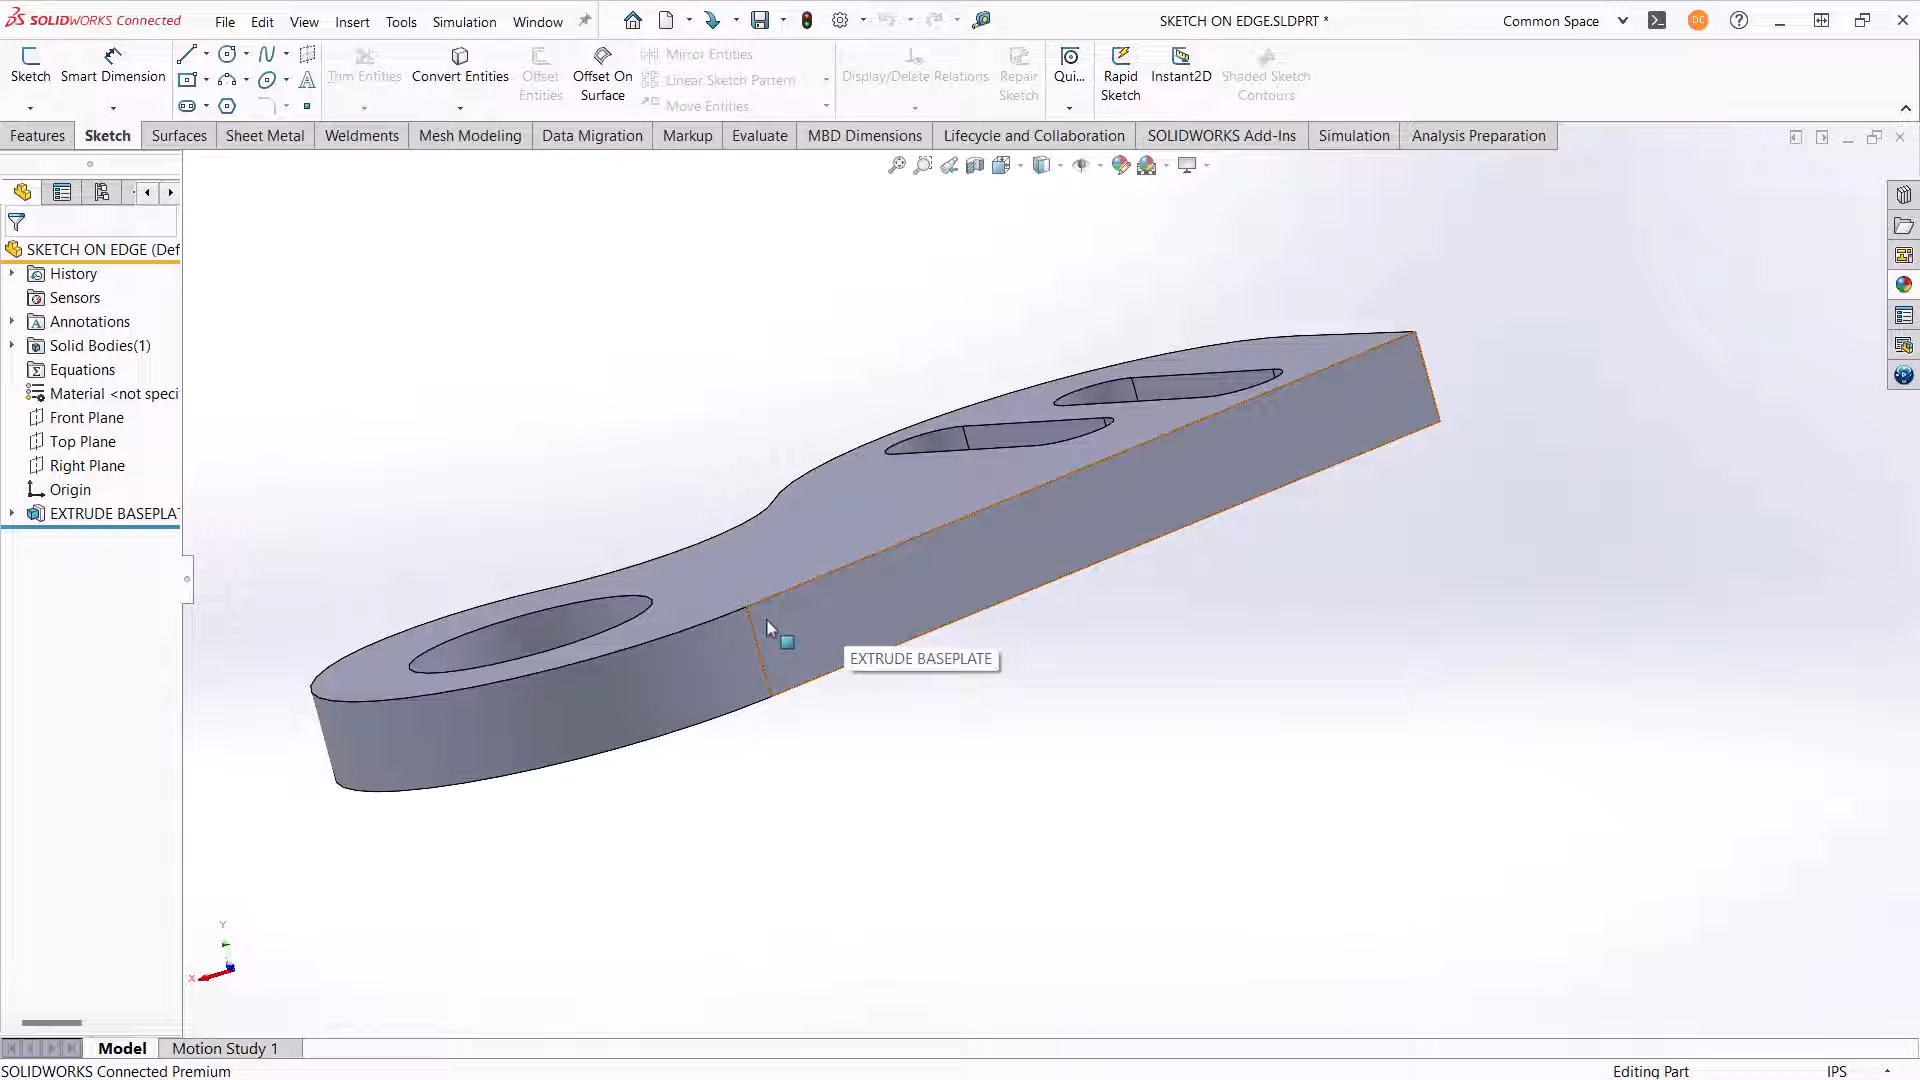 SOLIDWORKS Connected
File Edit View Insert Tools Simulation Window
SKETCH ON EDGE.SLDPRT *
Common Space
DC
Sketch
Smart Dimension
Trim Entities
Convert Entities
Offset Entities
Offset On Surface
Mirror Entities
Linear Sketch Pattern
Move Entities
Display/Delete Relations
Repair Sketch
Qui...
Rapid Sketch
Instant2D
Shaded Sketch Contours
Features Sketch Surfaces Sheet Metal Weldments Mesh Modeling Data Migration Markup Evaluate MBD Dimensions Lifecycle and Collaboration SOLIDWORKS Add-Ins Simulation Analysis Preparation
SKETCH ON EDGE (Def
History
Sensors
Annotations
Solid Bodies(1)
Equations
Material <not speci
Front Plane
Top Plane
Right Plane
Origin
EXTRUDE BASEPLA
EXTRUDE BASEPLATE
Y
X
Model Motion Study 1
SOLIDWORKS Connected Premium
Editing Part
IPS